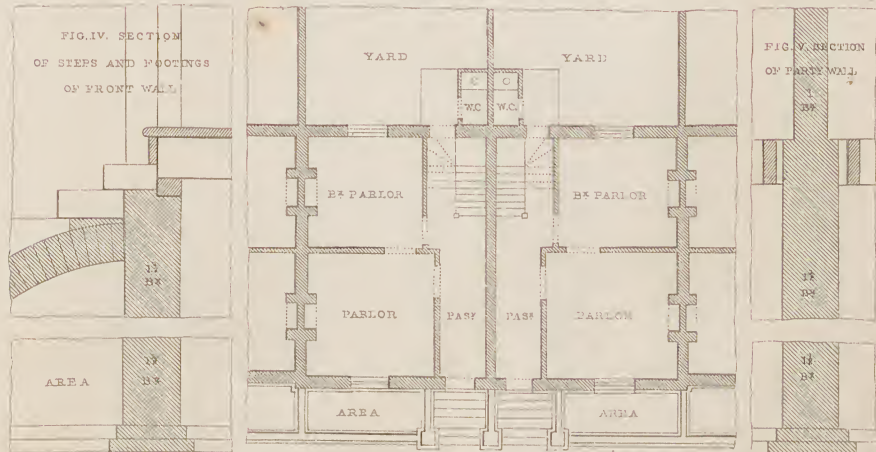 FIG. IV. SECTION
OF STEPS AND FOOTINGS
OF FRONT WALL
1½
Bk
AREA
1½
Bk
YARD
YARD
W.C
W.C.
Bk PARLOR
Bk PARLOR
PARLOR
PASe
PASe
PARLOR
AREA
AREA
FIG. V. SECTION
OF PARTY WALL
1
Bk
1½
Bk
1½
Bk